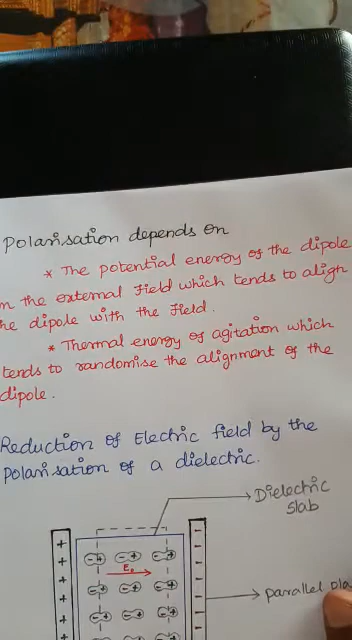 Polarisation depends on
* The potential energy of the dipole
in the external field which tends to align
the dipole with the field.
* Thermal energy of agitation which
tends to randomise the alignment of the
dipole.
Reduction of Electric field by the
Polarisation of a dielectric.
Dielectric
slab
+ - + - + -
E₀
parallel